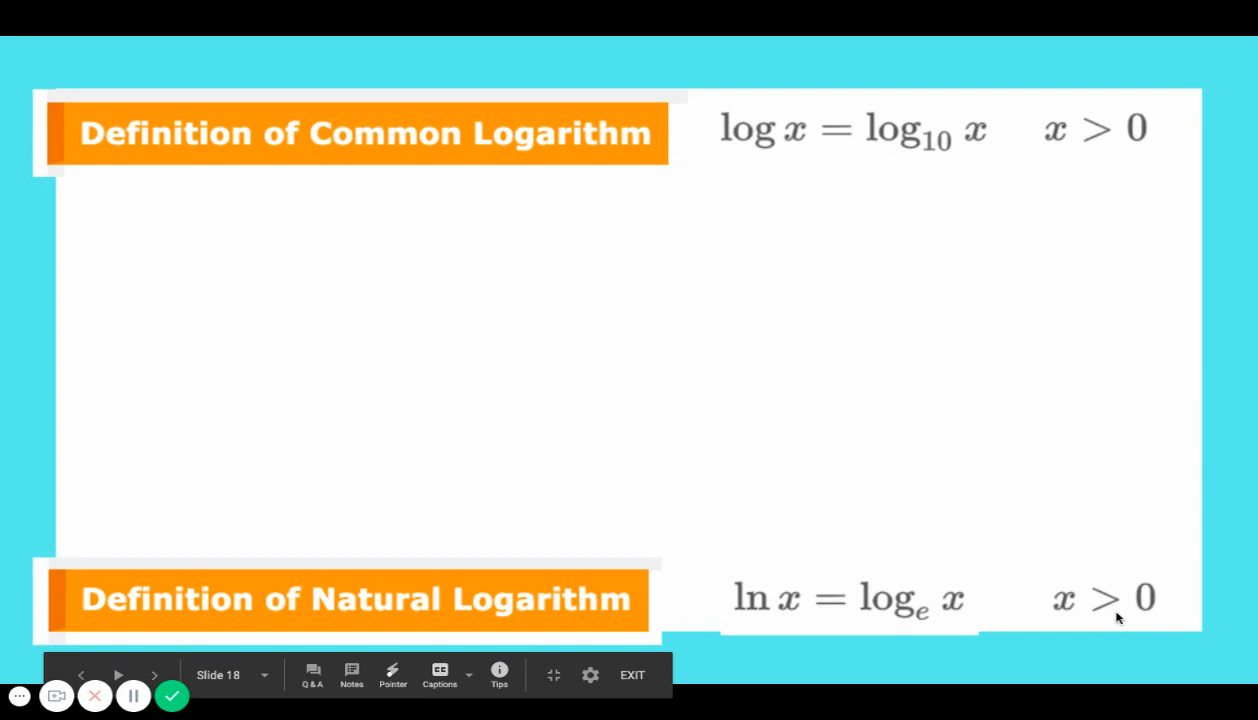 Definition of Common Logarithm log x = log₁₀ x x > 0
Definition of Natural Logarithm ln x = logₑ x x > 0
Slide 18 Q & A Notes Pointer CC Captions Tips EXIT